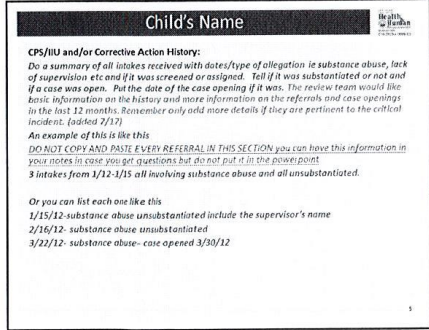 Child's Name
Health
Human
CPS/IIU and/or Corrective Action History:
Do a summary of all intakes received with dates/type of allegation ie substance abuse, lack
of supervision etc and if it was screened or assigned. Tell if it was substantiated or not and
if a case was open. Put the date of the case opening if it was. The review team would like
basic information on the history and more information on the referrals and case openings
in the last 12 months. Remember only add more details if they are pertinent to the critical
incident. (added 2/17)
An example of this is like this
DO NOT COPY AND PASTE EVERY REFERRAL IN THIS SECTION you can have this information in
your notes in case you get questions but do not put it in the powerpoint
3 intakes from 1/12-1/15 all involving substance abuse and all unsubstantiated.
Or you can list each one like this
1/15/12-substance abuse unsubstantiated include the supervisor's name
2/16/12- substance abuse unsubstantiated
3/22/12- substance abuse- case opened 3/30/12
5